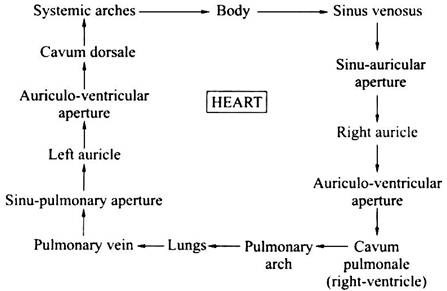 Systemic arches Body Sinus venosus
Cavum dorsale
Sinu-auricular
aperture
Auriculo-ventricular
aperture
HEART
Right auricle
Left auricle
Auriculo-ventricular
aperture
Sinu-pulmonary aperture
Pulmonary vein Lungs Pulmonary
arch
Cavum
pulmonale
(right-ventricle)